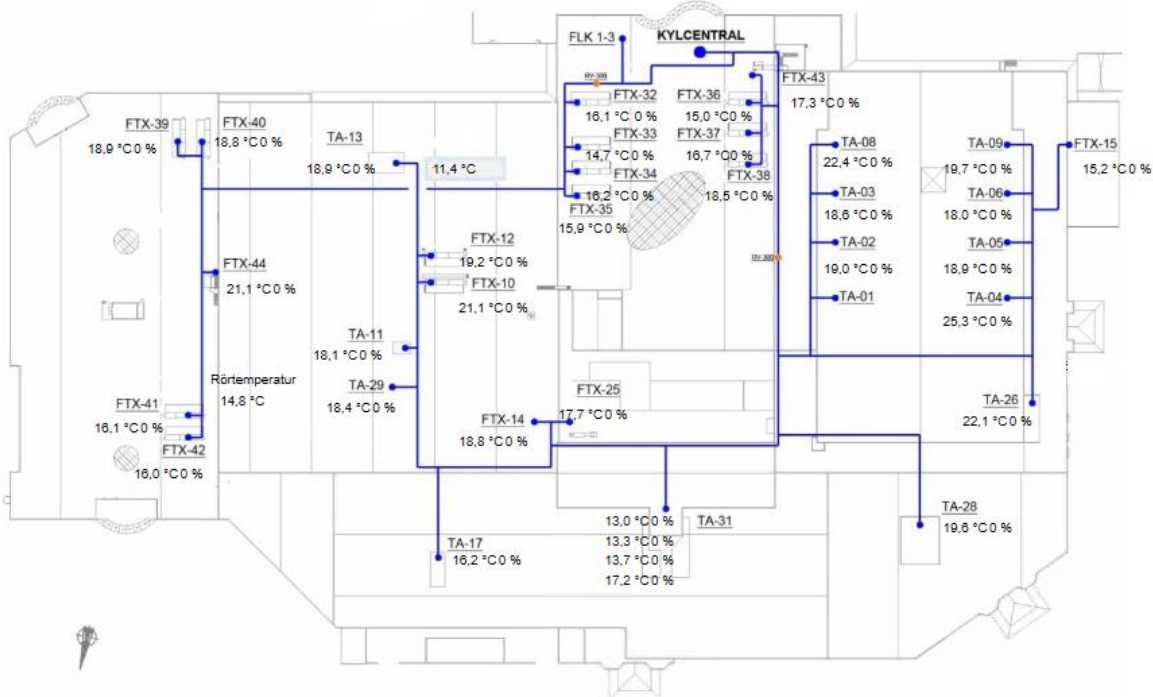 FLK 1-3
KYLCENTRAL
RV-300
FTX-43
17,3 °C0 %
FTX-32
16,1 °C 0 %
FTX-36
15,0 °C0 %
FTX-33
14,7 °C0 %
FTX-37
16,7 °C0 %
FTX-34
16,2 °C0 %
FTX-38
18,5 °C0 %
FTX-35
15,9 °C0 %
FTX-39
18,9 °C0 %
FTX-40
18,8 °C0 %
TA-13
18,9 °C0 %
11,4 °C
TA-08
22,4 °C0 %
TA-09
19,7 °C0 %
FTX-15
15,2 °C0 %
TA-03
18,6 °C0 %
TA-06
18.0 °C0 %
TA-02
19,0 °C0 %
TA-05
18,9 °C0 %
TA-01
TA-04
25,3 °C0 %
RV-300
FTX-12
19,2 °C0 %
FTX-44
21,1 °C0 %
FTX-10
21,1 °C0 %
TA-11
18,1 °C0 %
Rörtemperatur
14,8 °C
TA-29
18,4 °C0 %
FTX-25
17,7 °C0 %
FTX-14
18,8 °C0 %
TA-26
22,1 °C0 %
FTX-41
16,1 °C0 %
FTX-42
16,0 °C0 %
TA-17
16,2 °C0 %
TA-31
13,0 °C0 %
13,3 °C0 %
13,7 °C0 %
17,2 °C0 %
TA-28
19,6 °C0 %